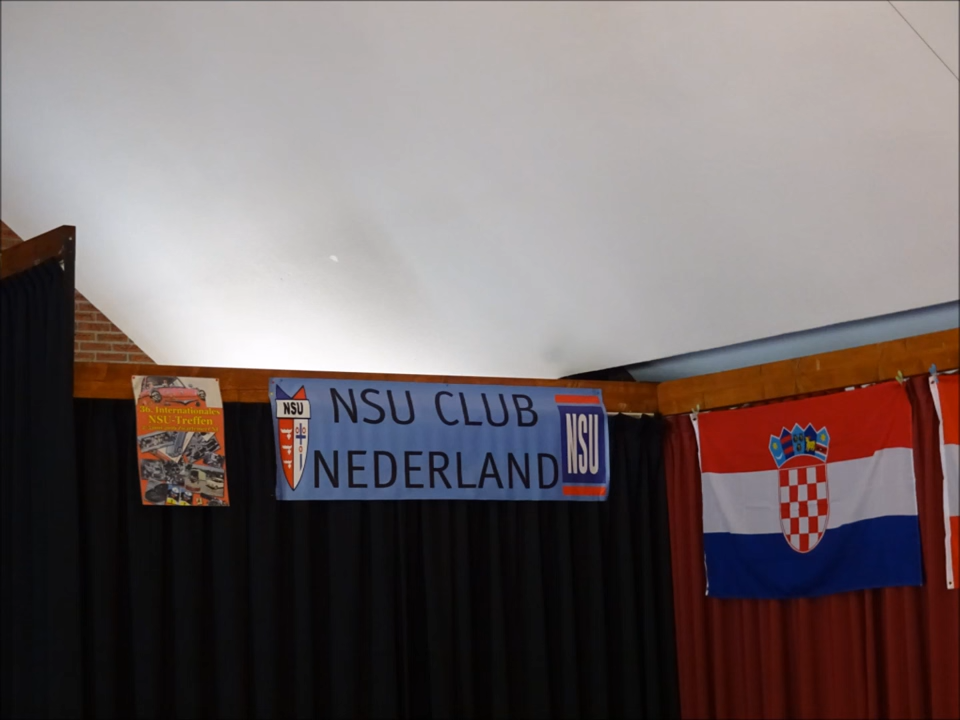 36. Internationales
NSU-Treffen
NSU
NSU CLUB
NEDERLAND
NSU